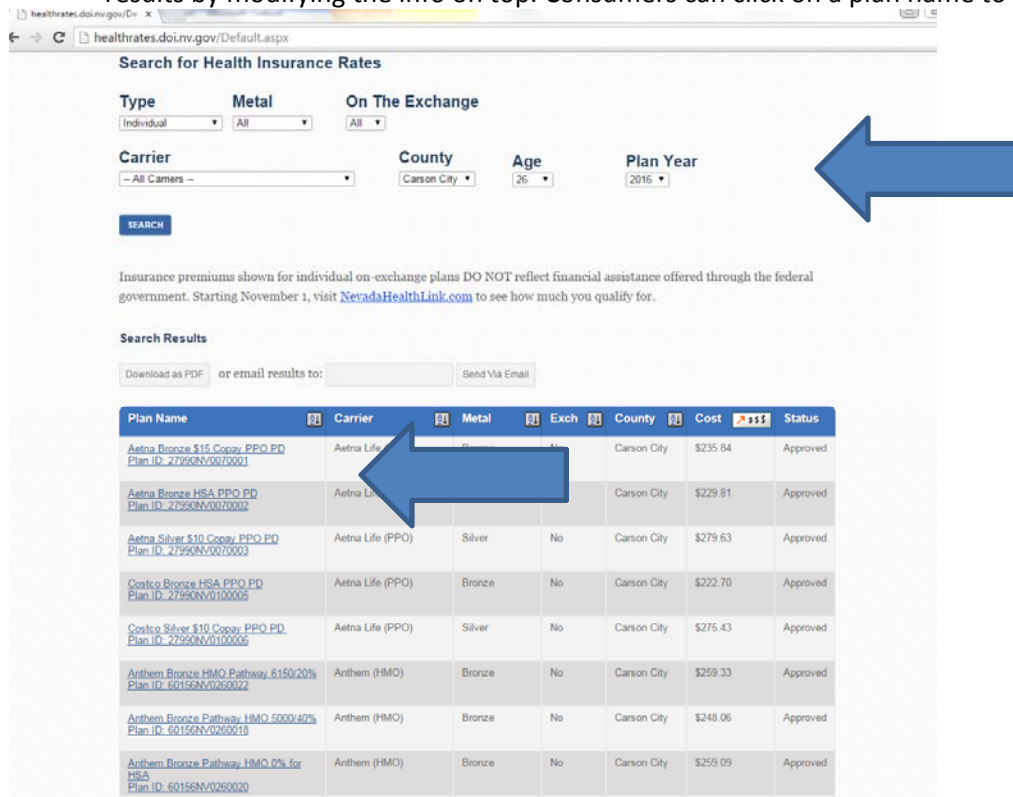 results by modifying the info on top. Consumers can click on a plan name to
healthrates.doi.nv.gov/De x
healthrates.doi.nv.gov/Default.aspx
Search for Health Insurance Rates
Type Metal On The Exchange
Individual All All
Carrier County Age Plan Year
-- All Carriers -- Carson City 26 2016
SEARCH
Insurance premiums shown for individual on-exchange plans DO NOT reflect financial assistance offered through the federal
government. Starting November 1, visit NevadaHealthLink.com to see how much you qualify for.
Search Results
Download as PDF or email results to: Send Via Email
Plan Name Carrier Metal Exch County Cost $$$ Status
Aetna Bronze $15 Copay PPO PD Aetna Life Carson City $235.84 Approved
Plan ID: 27990NV0070001
Aetna Bronze HSA PPO PD Aetna Carson City $229.81 Approved
Plan ID: 27990NV0070002
Aetna Silver $10 Copay PPO PD Aetna Life (PPO) Silver No Carson City $279.63 Approved
Plan ID: 27990NV0070003
Costco Bronze HSA PPO PD Aetna Life (PPO) Bronze No Carson City $222.70 Approved
Plan ID: 27990NV0100005
Costco Silver $10 Copay PPO PD Aetna Life (PPO) Silver No Carson City $275.43 Approved
Plan ID: 27990NV0100006
Anthem Bronze HMO Pathway 6150/20% Anthem (HMO) Bronze No Carson City $259.33 Approved
Plan ID: 60156NV0260022
Anthem Bronze Pathway HMO 5000/40% Anthem (HMO) Bronze No Carson City $248.06 Approved
Plan ID: 60156NV0260018
Anthem Bronze Pathway HMO 0% for Anthem (HMO) Bronze No Carson City $259.09 Approved
HSA
Plan ID: 60156NV0260020